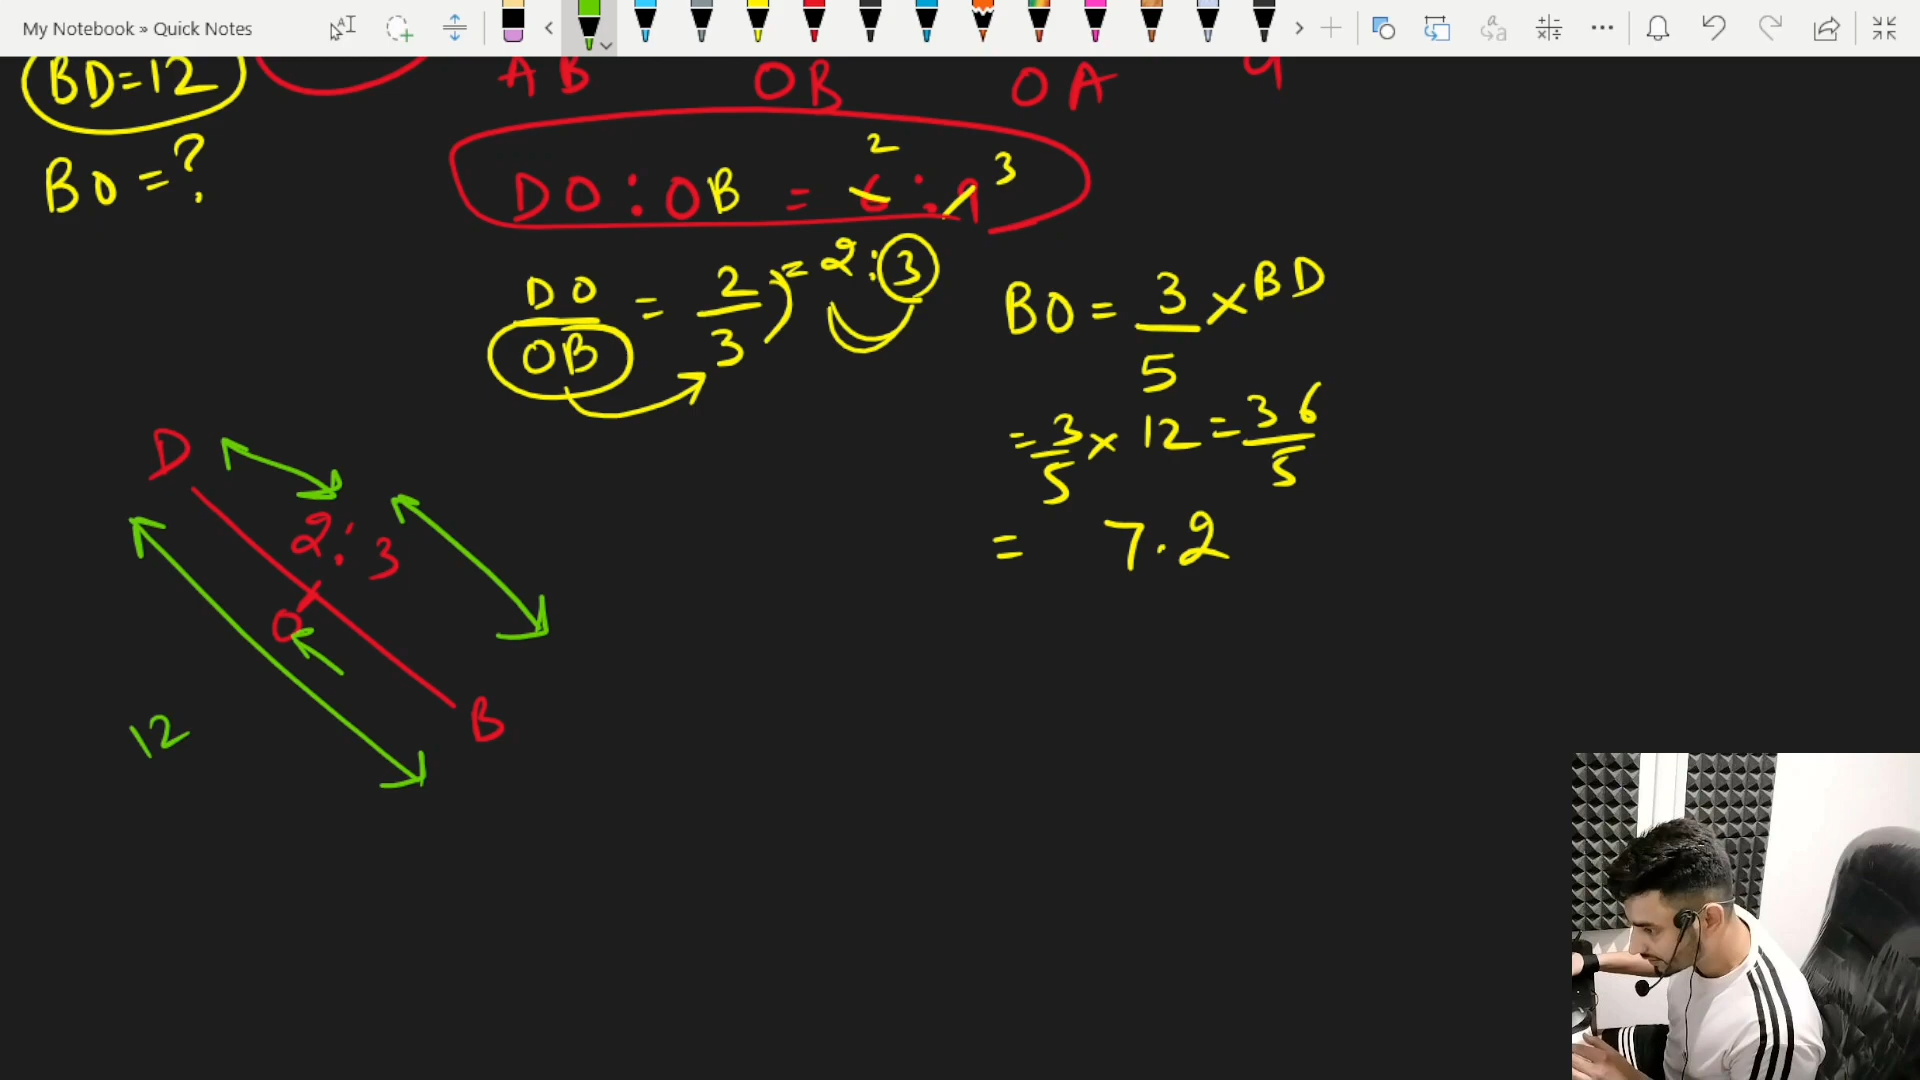 My Notebook » Quick Notes
BD=12
AB OB OA 9
BO=?
2 3
DO:OB = 6:9
DO/OB = 2/3) = 2:3
BO = 3/5 × BD
= 3/5 × 12 = 36/5
= 7.2
D
2:3
O
B
12